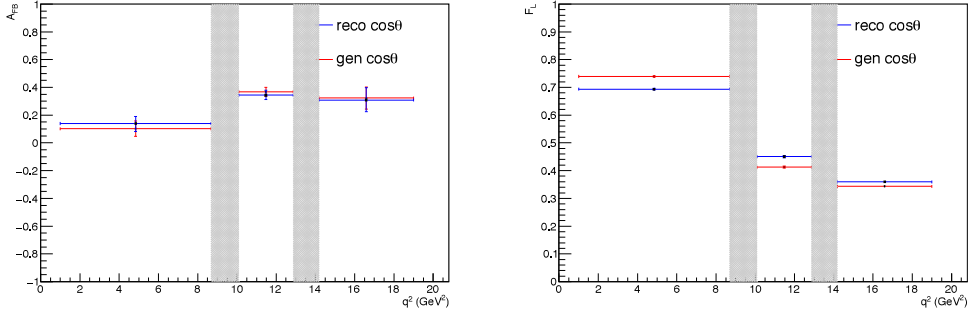 A_FB
1
0.8
0.6
0.4
0.2
0
−0.2
−0.4
−0.6
−0.8
−1
reco cosθ
gen cosθ
0 2 4 6 8 10 12 14 16 18 20
q² (GeV²)
F_L
1
0.9
0.8
0.7
0.6
0.5
0.4
0.3
0.2
0.1
0
reco cosθ
gen cosθ
0 2 4 6 8 10 12 14 16 18 20
q² (GeV²)